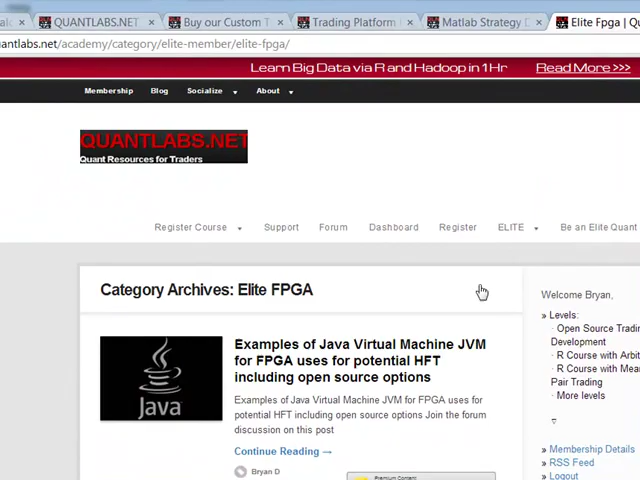 QUANTLABS.NET
Buy our Custom T
Trading Platform
Matlab Strategy D
Elite Fpga | Qu
antlabs.net/academy/category/elite-member/elite-fpga/
Learn Big Data via R and Hadoop in 1Hr Read More >>>
Membership Blog Socialize About
QUANTLABS.NET
Quant Resources for Traders
Register Course Support Forum Dashboard Register ELITE Be an Elite Quant
Category Archives: Elite FPGA
Examples of Java Virtual Machine JVM
for FPGA uses for potential HFT
including open source options
Java
Examples of Java Virtual Machine JVM for FPGA uses for
potential HFT including open source options Join the forum
discussion on this post
Continue Reading →
Bryan D
Premium Content
Welcome Bryan,
» Levels:
· Open Source Tradin
Development
· R Course with Arbit
· R Course with Mea
Pair Trading
· More levels
» Membership Details
» RSS Feed
» Logout